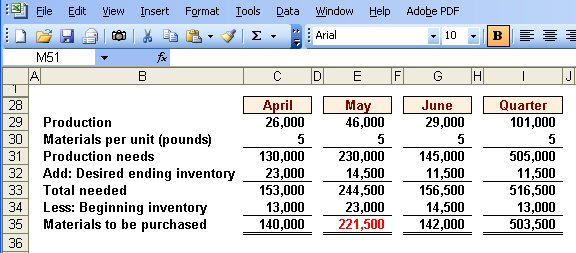 File Edit View Insert Format Tools Data Window Help Adobe PDF
Σ Arial 10 B
M51 fx
A B C D E F G H I J
1
28 April May June Quarter
29 Production 26,000 46,000 29,000 101,000
30 Materials per unit (pounds) 5 5 5 5
31 Production needs 130,000 230,000 145,000 505,000
32 Add: Desired ending inventory 23,000 14,500 11,500 11,500
33 Total needed 153,000 244,500 156,500 516,500
34 Less: Beginning inventory 13,000 23,000 14,500 13,000
35 Materials to be purchased 140,000 221,500 142,000 503,500
36